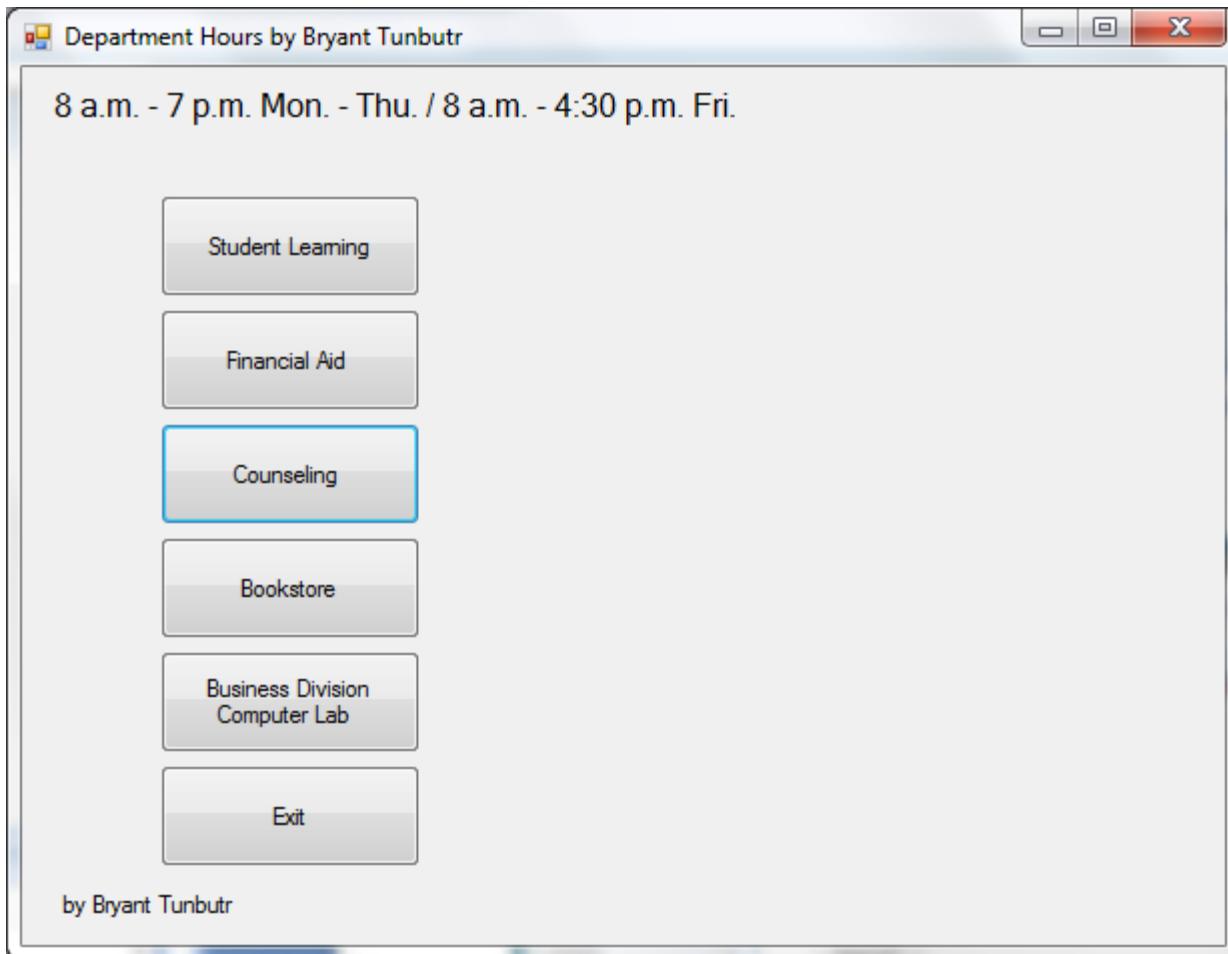 Department Hours by Bryant Tunbutr
8 a.m. - 7 p.m. Mon. - Thu. / 8 a.m. - 4:30 p.m. Fri.
Student Learning
Financial Aid
Counseling
Bookstore
Business Division
Computer Lab
Exit
by Bryant Tunbutr